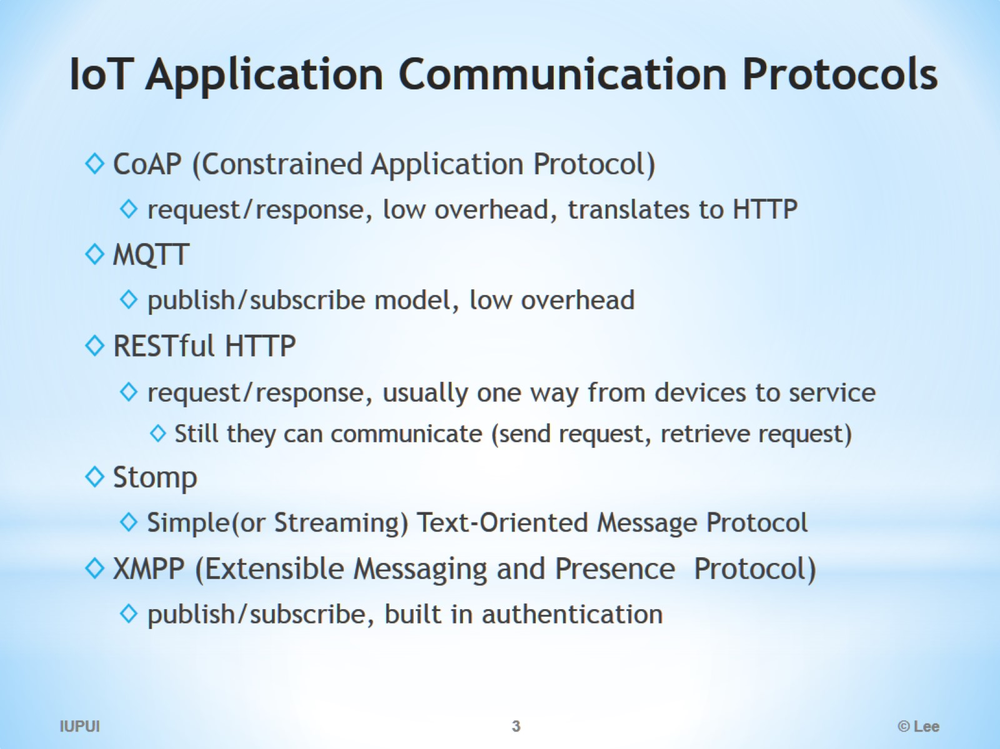 IoT Application Communication Protocols
CoAP (Constrained Application Protocol)
request/response, low overhead, translates to HTTP
MQTT
publish/subscribe model, low overhead
RESTful HTTP
request/response, usually one way from devices to service
Still they can communicate (send request, retrieve request)
Stomp
Simple(or Streaming) Text-Oriented Message Protocol
XMPP (Extensible Messaging and Presence  Protocol)
publish/subscribe, built in authentication
IUPUI
3
© Lee